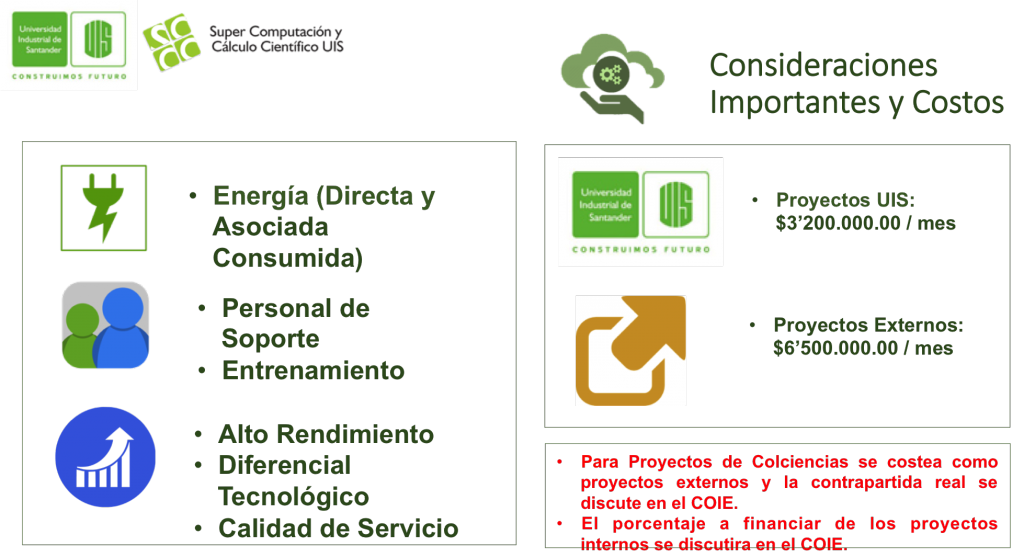 Universidad
Industrial de
Santander
UIS
CONSTRUIMOS FUTURO
Super Computación y
Cálculo Científico UIS
Consideraciones
Importantes y Costos
• Energía (Directa y
Asociada
Consumida)
• Personal de
Soporte
• Entrenamiento
• Alto Rendimiento
• Diferencial
Tecnológico
• Calidad de Servicio
Universidad
Industrial de
Santander
UIS
CONSTRUIMOS FUTURO
• Proyectos UIS:
$3’200.000.00 / mes
• Proyectos Externos:
$6’500.000.00 / mes
• Para Proyectos de Colciencias se costea como
proyectos externos y la contrapartida real se
discute en el COIE.
• El porcentaje a financiar de los proyectos
internos se discutira en el COIE.